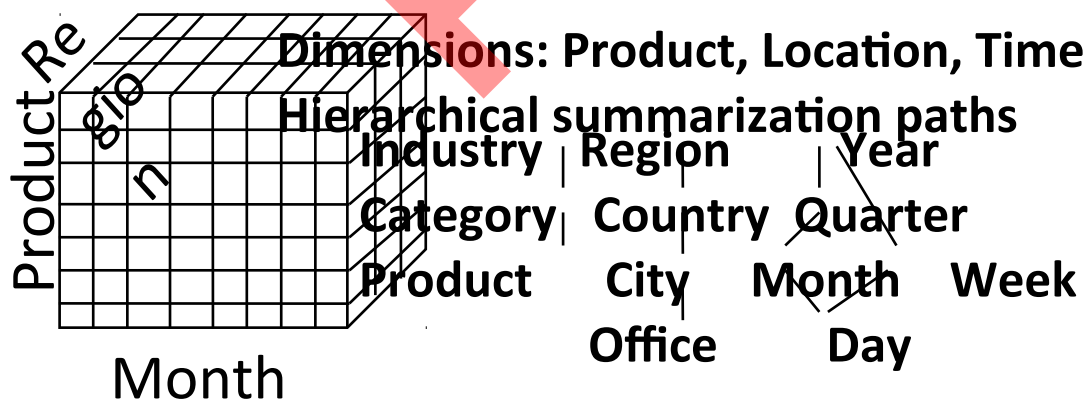 Dimensions: Product, Location, Time
Hierarchical summarization paths
Industry Region Year
Category Country Quarter
Product City Month Week
Office Day
Product
Region
Month